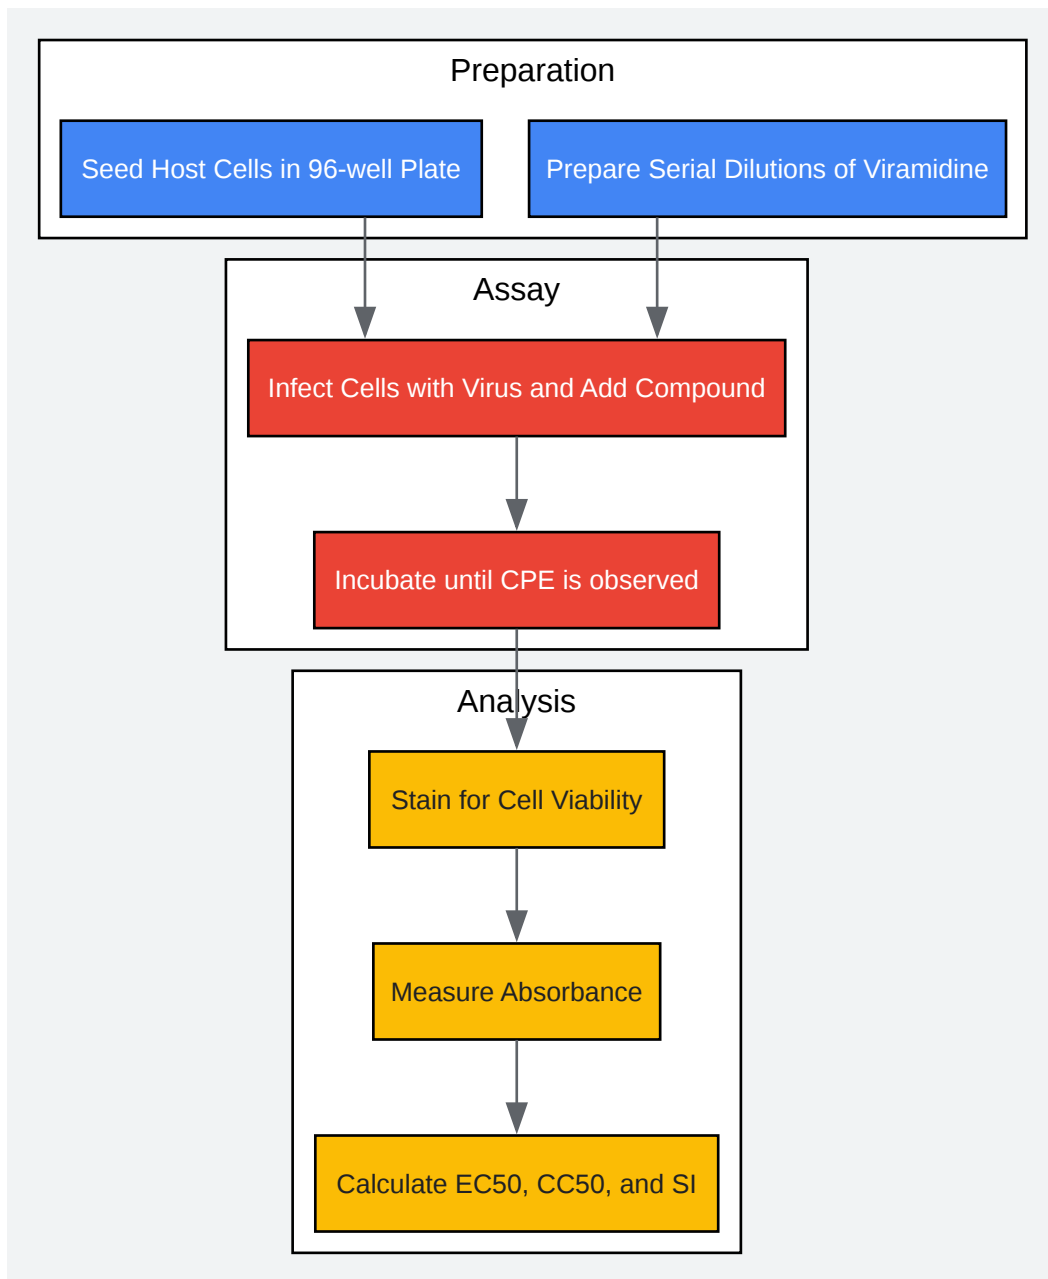 Preparation
Seed Host Cells in 96-well Plate
Prepare Serial Dilutions of Viramidine
Assay
Infect Cells with Virus and Add Compound
Incubate until CPE is observed
Analysis
Stain for Cell Viability
Measure Absorbance
Calculate EC50, CC50, and SI